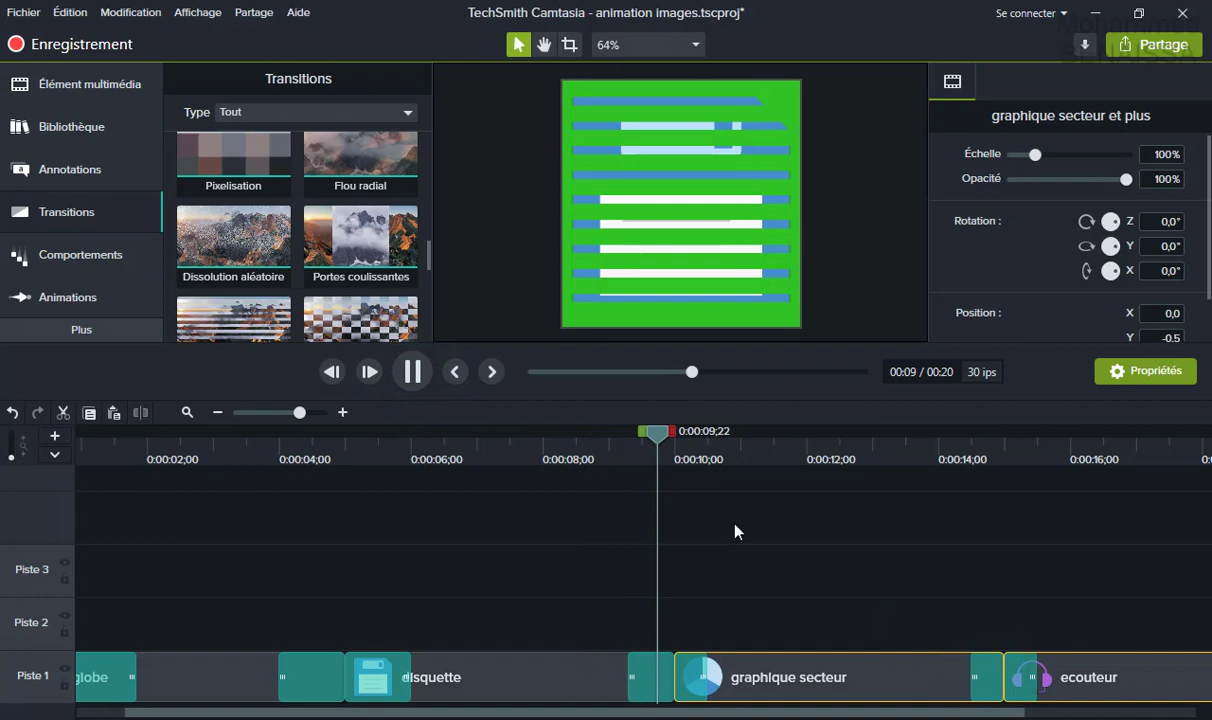 Fichier Édition Modification Affichage Partage Aide
TechSmith Camtasia - animation images.tscproj*
Se connecter
Enregistrement
64%
Partage
Élément multimédia
Bibliothèque
Annotations
Transitions
Comportements
Animations
Plus
Transitions
Type Tout
Pixelisation Flou radial
Dissolution aléatoire Portes coulissantes
graphique secteur et plus
Échelle 100%
Opacité 100%
Rotation : Z 0,0°
Y 0,0°
X 0,0°
Position : X 0,0
Y -0,5
00:09 / 00:20 30 ips
Propriétés
0:00:09;22
0:00:02;00 0:00:04;00 0:00:06;00 0:00:08;00 0:00:10;00 0:00:12;00 0:00:14;00 0:00:16;00
Piste 3
Piste 2
Piste 1
globe disquette graphique secteur ecouteur